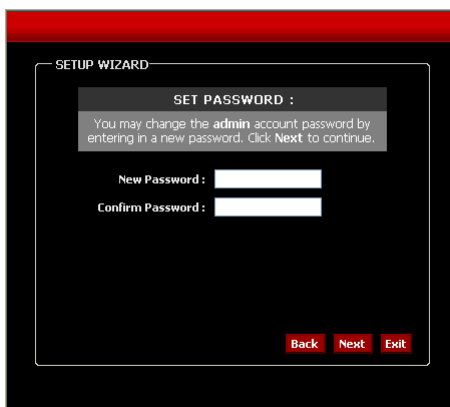 SETUP WIZARD
SET PASSWORD :
You may change the admin account password by
entering in a new password. Click Next to continue.
New Password :
Confirm Password :
Back Next Exit